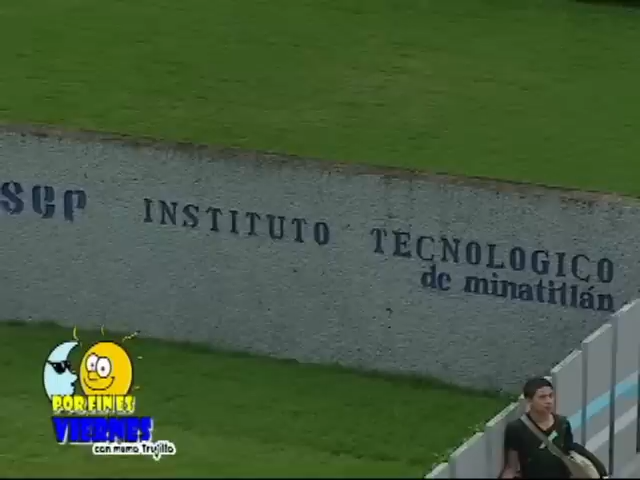 SEP INSTITUTO TECNOLOGICO
de minatitlán
POR FIN ES
VIERNES
con memo Trujillo